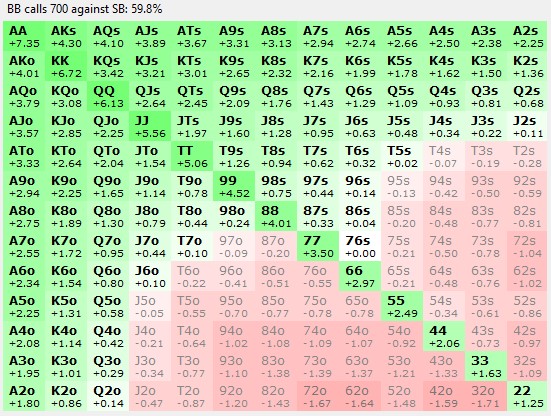 BB calls 700 against SB: 59.8%
AA AKs AQs AJs ATs A9s A8s A7s A6s A5s A4s A3s A2s
+7.35 +4.30 +4.10 +3.89 +3.67 +3.31 +3.13 +2.94 +2.74 +2.66 +2.50 +2.38 +2.25
AKo KK KQs KJs KTs K9s K8s K7s K6s K5s K4s K3s K2s
+4.01 +6.72 +3.42 +3.21 +3.01 +2.65 +2.32 +2.16 +1.99 +1.78 +1.62 +1.50 +1.36
AQo KQo QQ QJs QTs Q9s Q8s Q7s Q6s Q5s Q4s Q3s Q2s
+3.79 +3.08 +6.13 +2.64 +2.45 +2.09 +1.76 +1.43 +1.29 +1.09 +0.93 +0.81 +0.68
AJo KJo QJo JJ JTs J9s J8s J7s J6s J5s J4s J3s J2s
+3.57 +2.85 +2.25 +5.56 +1.97 +1.60 +1.28 +0.95 +0.63 +0.48 +0.34 +0.22 +0.11
ATo KTo QTo JTo TT T9s T8s T7s T6s T5s T4s T3s T2s
+3.33 +2.64 +2.04 +1.54 +5.06 +1.26 +0.94 +0.62 +0.32 +0.02 -0.07 -0.19 -0.28
A9o K9o Q9o J9o T9o 99 98s 97s 96s 95s 94s 93s 92s
+2.94 +2.25 +1.65 +1.14 +0.78 +4.52 +0.75 +0.44 +0.14 -0.13 -0.42 -0.50 -0.59
A8o K8o Q8o J8o T8o 98o 88 87s 86s 85s 84s 83s 82s
+2.75 +1.89 +1.30 +0.79 +0.44 +0.24 +4.01 +0.33 +0.04 -0.20 -0.48 -0.77 -0.81
A7o K7o Q7o J7o T7o 97o 87o 77 76s 75s 74s 73s 72s
+2.55 +1.72 +0.95 +0.44 +0.10 -0.09 -0.20 +3.50 +0.00 -0.21 -0.50 -0.78 -1.04
A6o K6o Q6o J6o T6o 96o 86o 76o 66 65s 64s 63s 62s
+2.34 +1.54 +0.80 +0.10 -0.22 -0.41 -0.51 -0.55 +2.97 -0.21 -0.48 -0.76 -1.02
A5o K5o Q5o J5o T5o 95o 85o 75o 65o 55 54s 53s 52s
+2.25 +1.31 +0.58 -0.05 -0.55 -0.70 -0.77 -0.78 -0.78 +2.49 -0.34 -0.61 -0.86
A4o K4o Q4o J4o T4o 94o 84o 74o 64o 54o 44 43s 42s
+2.08 +1.14 +0.42 -0.21 -0.64 -1.02 -1.08 -1.09 -1.07 -0.92 +2.06 -0.73 -0.97
A3o K3o Q3o J3o T3o 93o 83o 73o 63o 53o 43o 33 32s
+1.95 +1.01 +0.29 -0.34 -0.77 -1.10 -1.38 -1.39 -1.37 -1.21 -1.33 +1.63 -1.09
A2o K2o Q2o J2o T2o 92o 82o 72o 62o 52o 42o 32o 22
+1.80 +0.86 +0.14 -0.47 -0.87 -1.20 -1.43 -1.67 -1.64 -1.48 -1.59 -1.71 +1.25